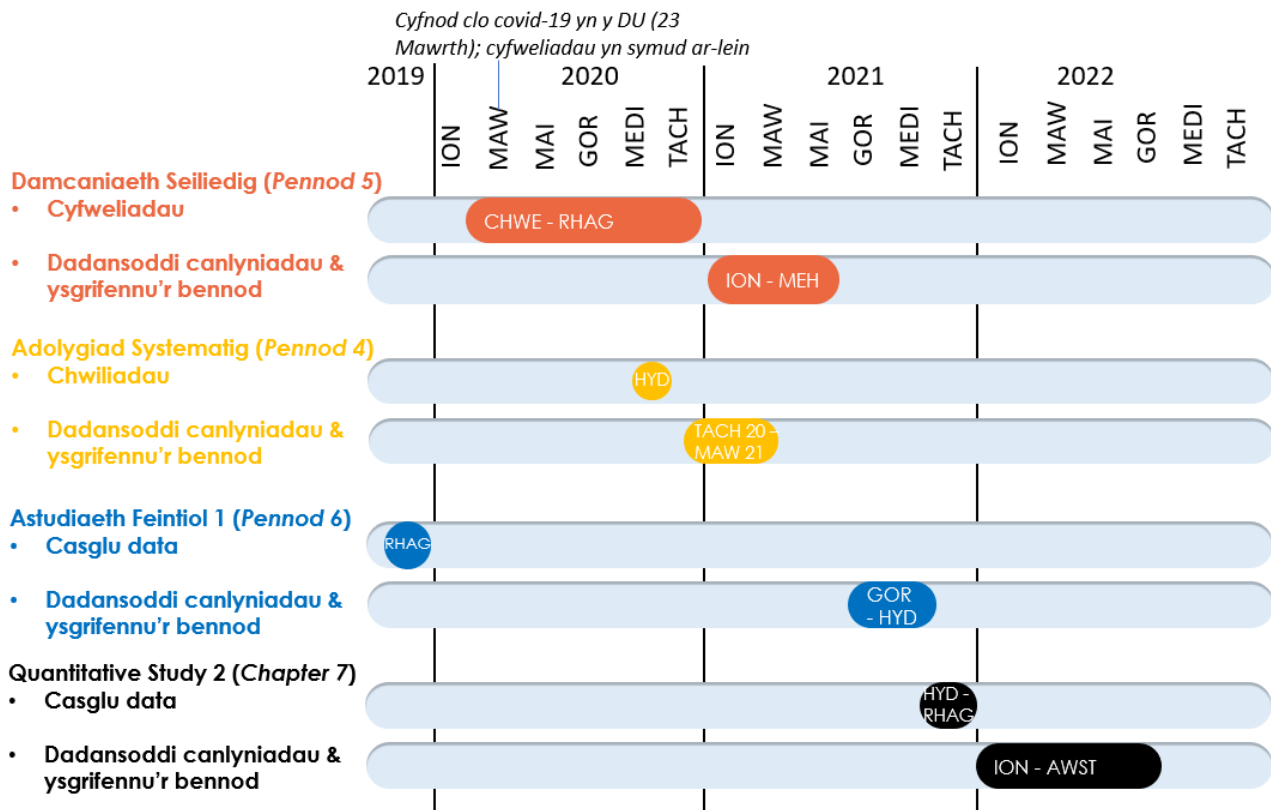 Cyfnod clo covid-19 yn y DU (23
Mawrth); cyfweliadau yn symud ar-lein
2019 2020 2021 2022
ION MAW MAI GOR MEDI TACH ION MAW MAI GOR MEDI TACH ION MAW MAI GOR MEDI TACH
Damcaniaeth Seiliedig (Pennod 5)
• Cyfweliadau
CHWE - RHAG
• Dadansoddi canlyniadau &
ysgrifennu'r bennod
ION - MEH
Adolygiad Systematig (Pennod 4)
• Chwiliadau
HYD
• Dadansoddi canlyniadau &
ysgrifennu'r bennod
TACH 20 –
MAW 21
Astudiaeth Feintiol 1 (Pennod 6)
• Casglu data
RHAG
• Dadansoddi canlyniadau &
ysgrifennu'r bennod
GOR
- HYD
Quantitative Study 2 (Chapter 7)
• Casglu data
HYD -
RHAG
• Dadansoddi canlyniadau &
ysgrifennu'r bennod
ION - AWST